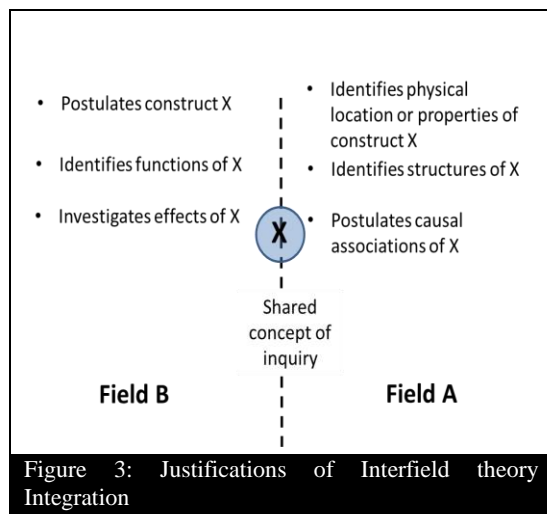 • Postulates construct X
• Identifies functions of X
• Investigates effects of X
• Identifies physical
location or properties of
construct X
• Identifies structures of X
• Postulates causal
associations of X
X
Shared
concept of
inquiry
Field B
Field A
Figure 3: Justifications of Interfield theory
Integration